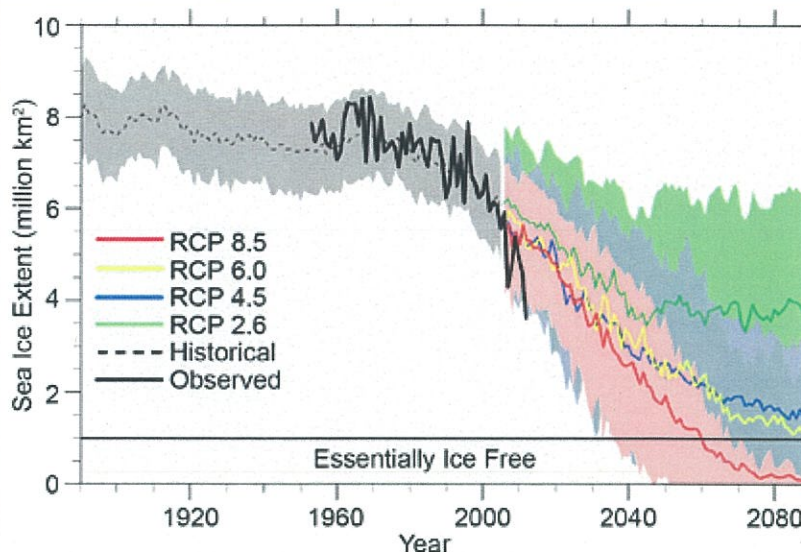 10
8
6
4
2
0
Sea Ice Extent (million km²)
RCP 8.5
RCP 6.0
RCP 4.5
RCP 2.6
Historical
Observed
Essentially Ice Free
1920
1960
2000
2040
2080
Year